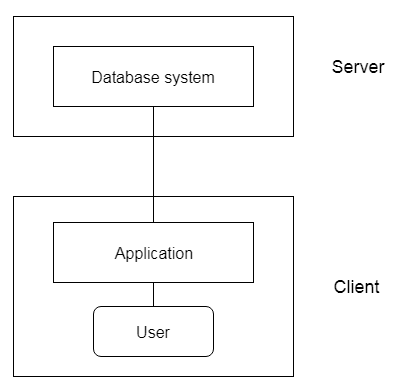 Database system
Server
Application
Client
User